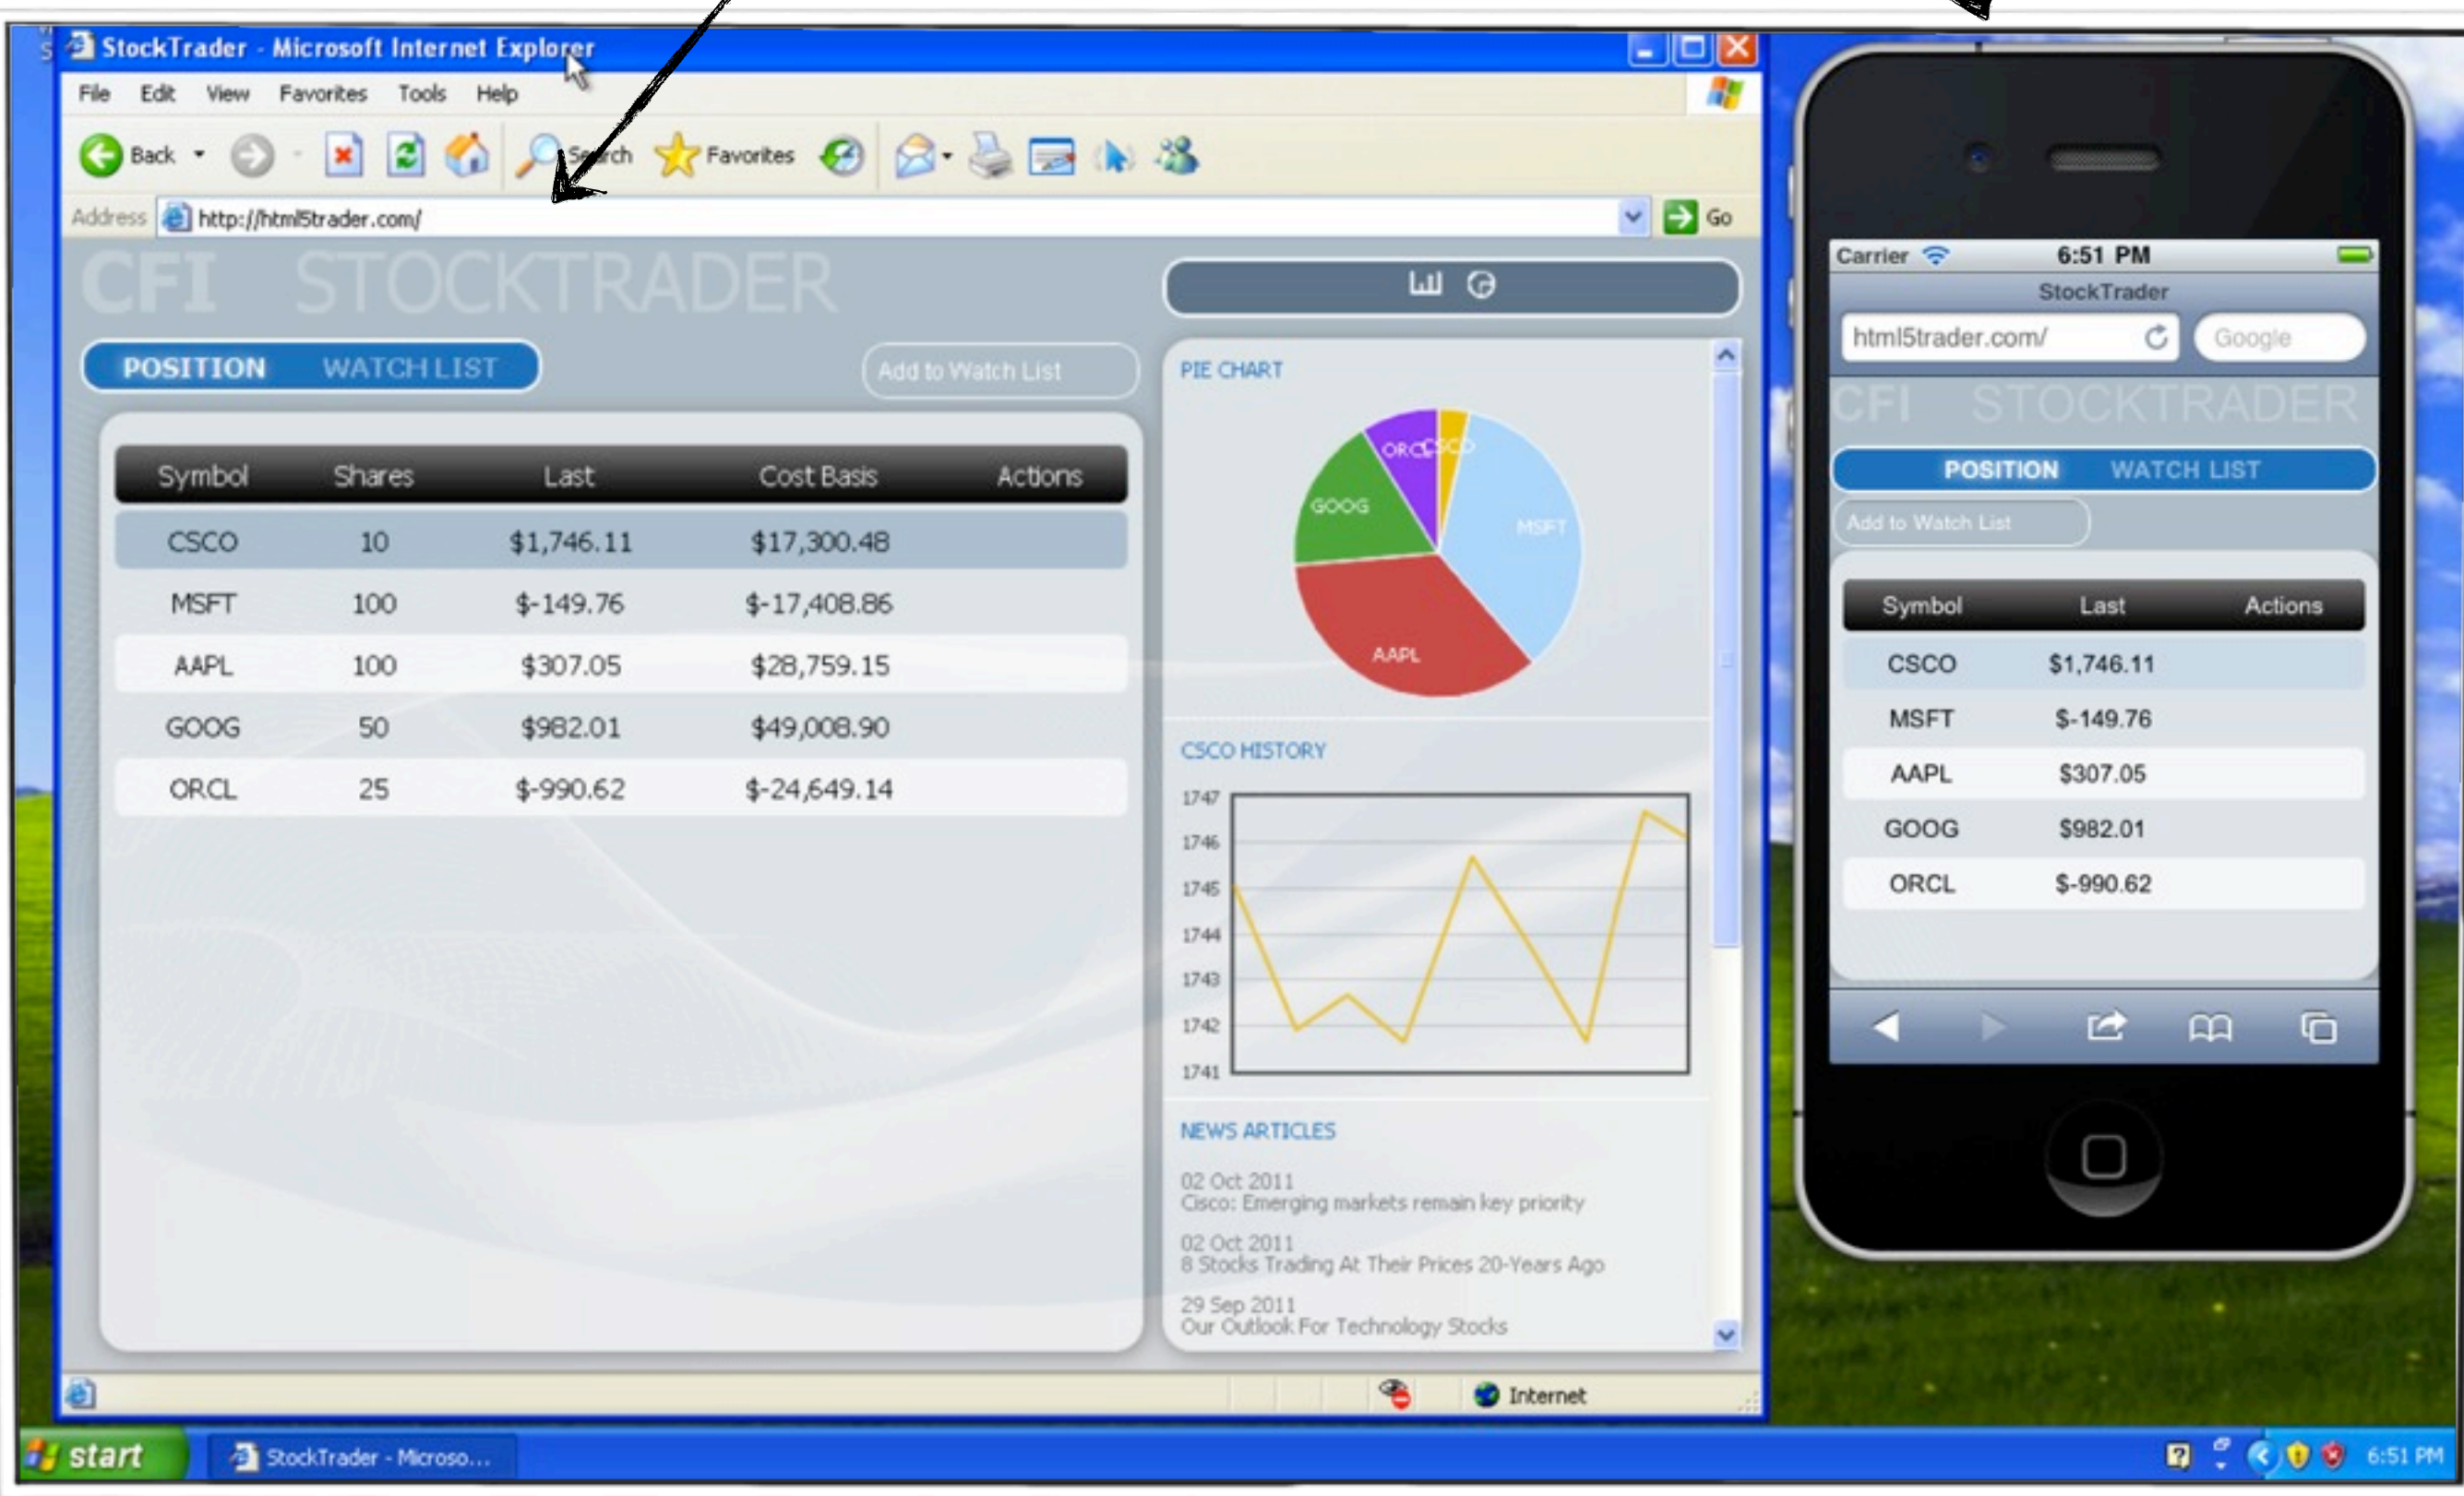 StockTrader - Microsoft Internet Explorer
File Edit View Favorites Tools Help
Back Search Favorites
Address http://html5trader.com/ Go
CFI STOCKTRADER
POSITION WATCH LIST Add to Watch List
Symbol Shares Last Cost Basis Actions
CSCO 10 $1,746.11 $17,300.48
MSFT 100 $-149.76 $-17,408.86
AAPL 100 $307.05 $28,759.15
GOOG 50 $982.01 $49,008.90
ORCL 25 $-990.62 $-24,649.14
PIE CHART
ORCL CSCO
GOOG
MSFT
AAPL
CSCO HISTORY
1747
1746
1745
1744
1743
1742
1741
NEWS ARTICLES
02 Oct 2011
Cisco: Emerging markets remain key priority
02 Oct 2011
8 Stocks Trading At Their Prices 20-Years Ago
29 Sep 2011
Our Outlook For Technology Stocks
Internet
Carrier 6:51 PM
StockTrader
html5trader.com/ Google
CFI STOCKTRADER
POSITION WATCH LIST
Add to Watch List
Symbol Last Actions
CSCO $1,746.11
MSFT $-149.76
AAPL $307.05
GOOG $982.01
ORCL $-990.62
start StockTrader - Microso... 6:51 PM